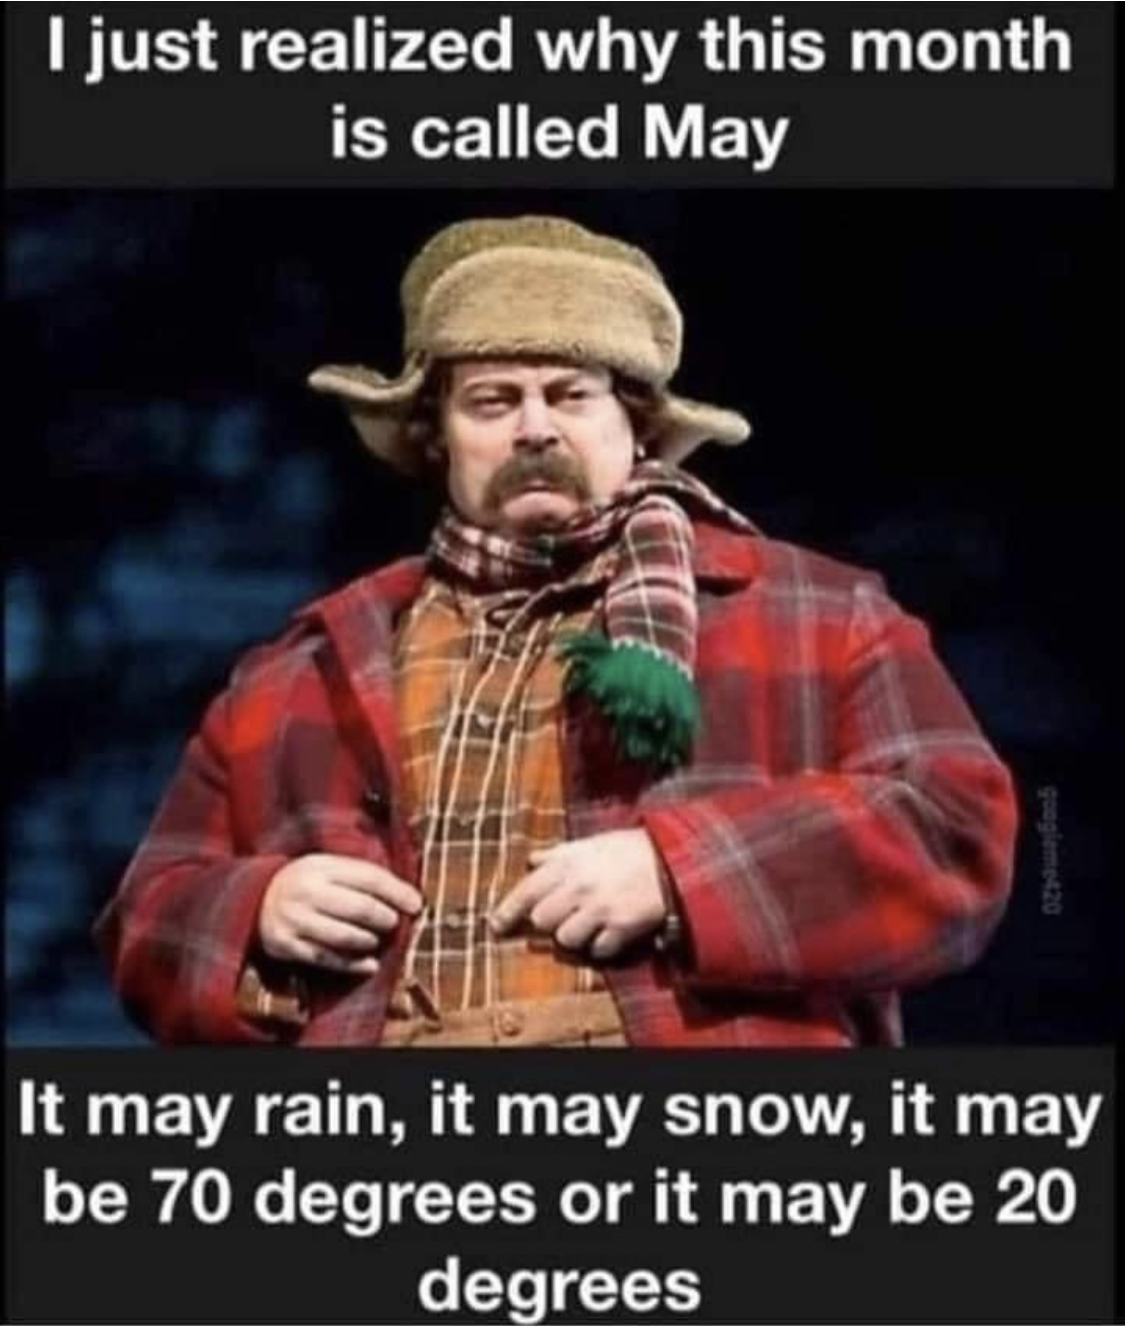 I just realized why this month
is called May
It may rain, it may snow, it may
be 70 degrees or it may be 20
degrees